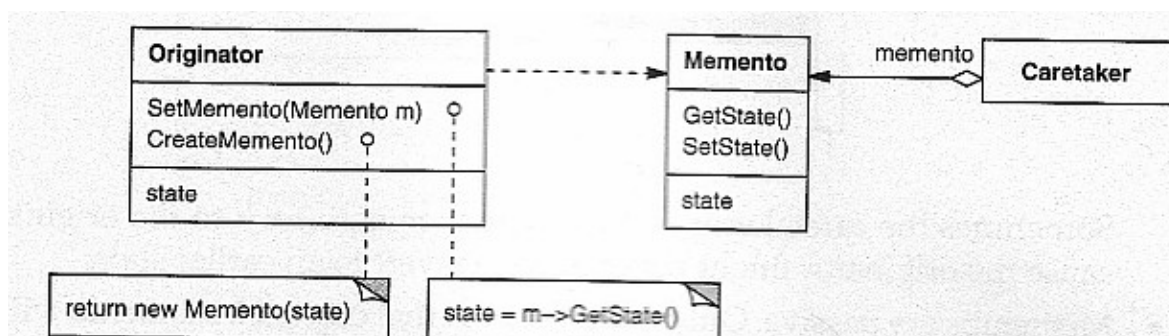 Originator
SetMemento(Memento m)
CreateMemento()
state
Memento
GetState()
SetState()
state
memento
Caretaker
return new Memento(state)
state = m->GetState()